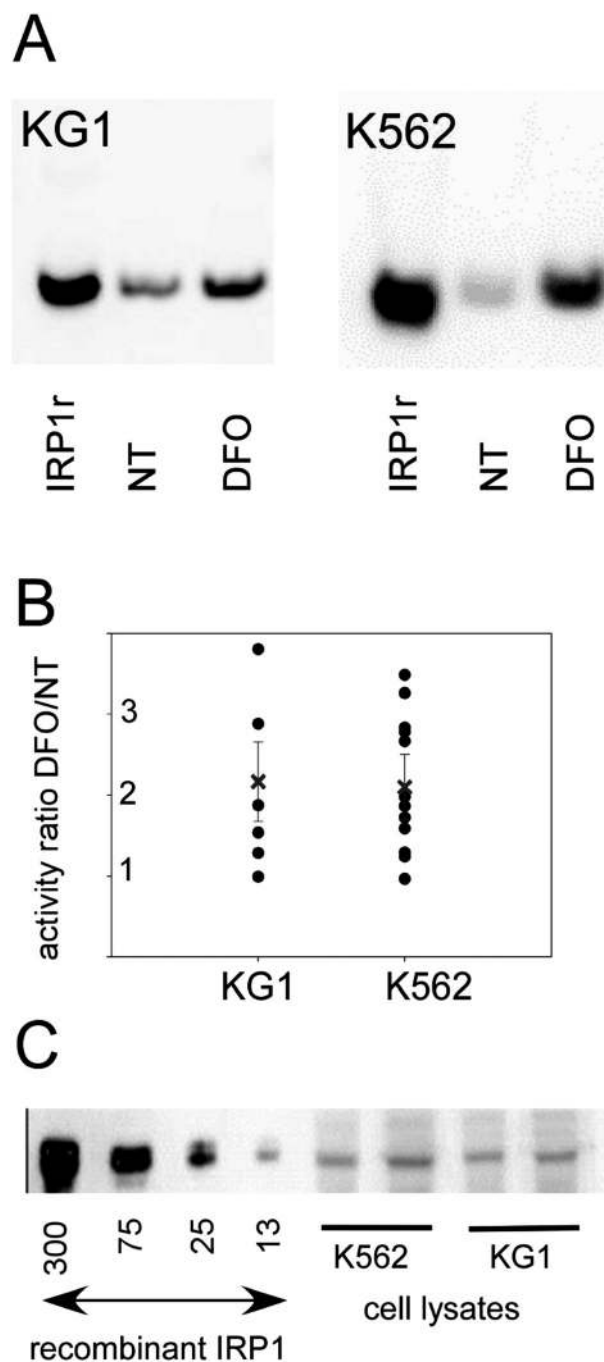 A
KG1 K562
IRP1r NT DFO IRP1r NT DFO
B
activity ratio DFO/NT
3
2
1
KG1 K562
C
300 75 25 13 K562 KG1
recombinant IRP1 cell lysates